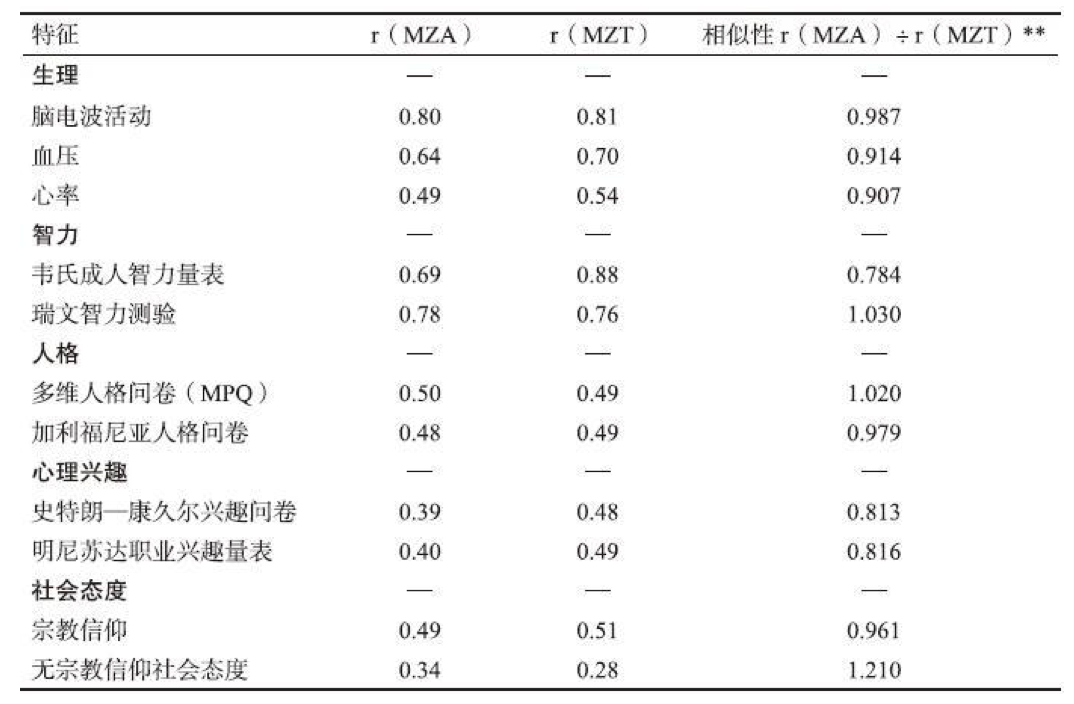 特征 r（MZA） r（MZT） 相似性 r（MZA）÷r（MZT）**
生理 — — —
脑电波活动 0.80 0.81 0.987
血压 0.64 0.70 0.914
心率 0.49 0.54 0.907
智力 — — —
韦氏成人智力量表 0.69 0.88 0.784
瑞文智力测验 0.78 0.76 1.030
人格 — — —
多维人格问卷（MPQ） 0.50 0.49 1.020
加利福尼亚人格问卷 0.48 0.49 0.979
心理兴趣 — — —
史特朗—康久尔兴趣问卷 0.39 0.48 0.813
明尼苏达职业兴趣量表 0.40 0.49 0.816
社会态度 — — —
宗教信仰 0.49 0.51 0.961
无宗教信仰社会态度 0.34 0.28 1.210